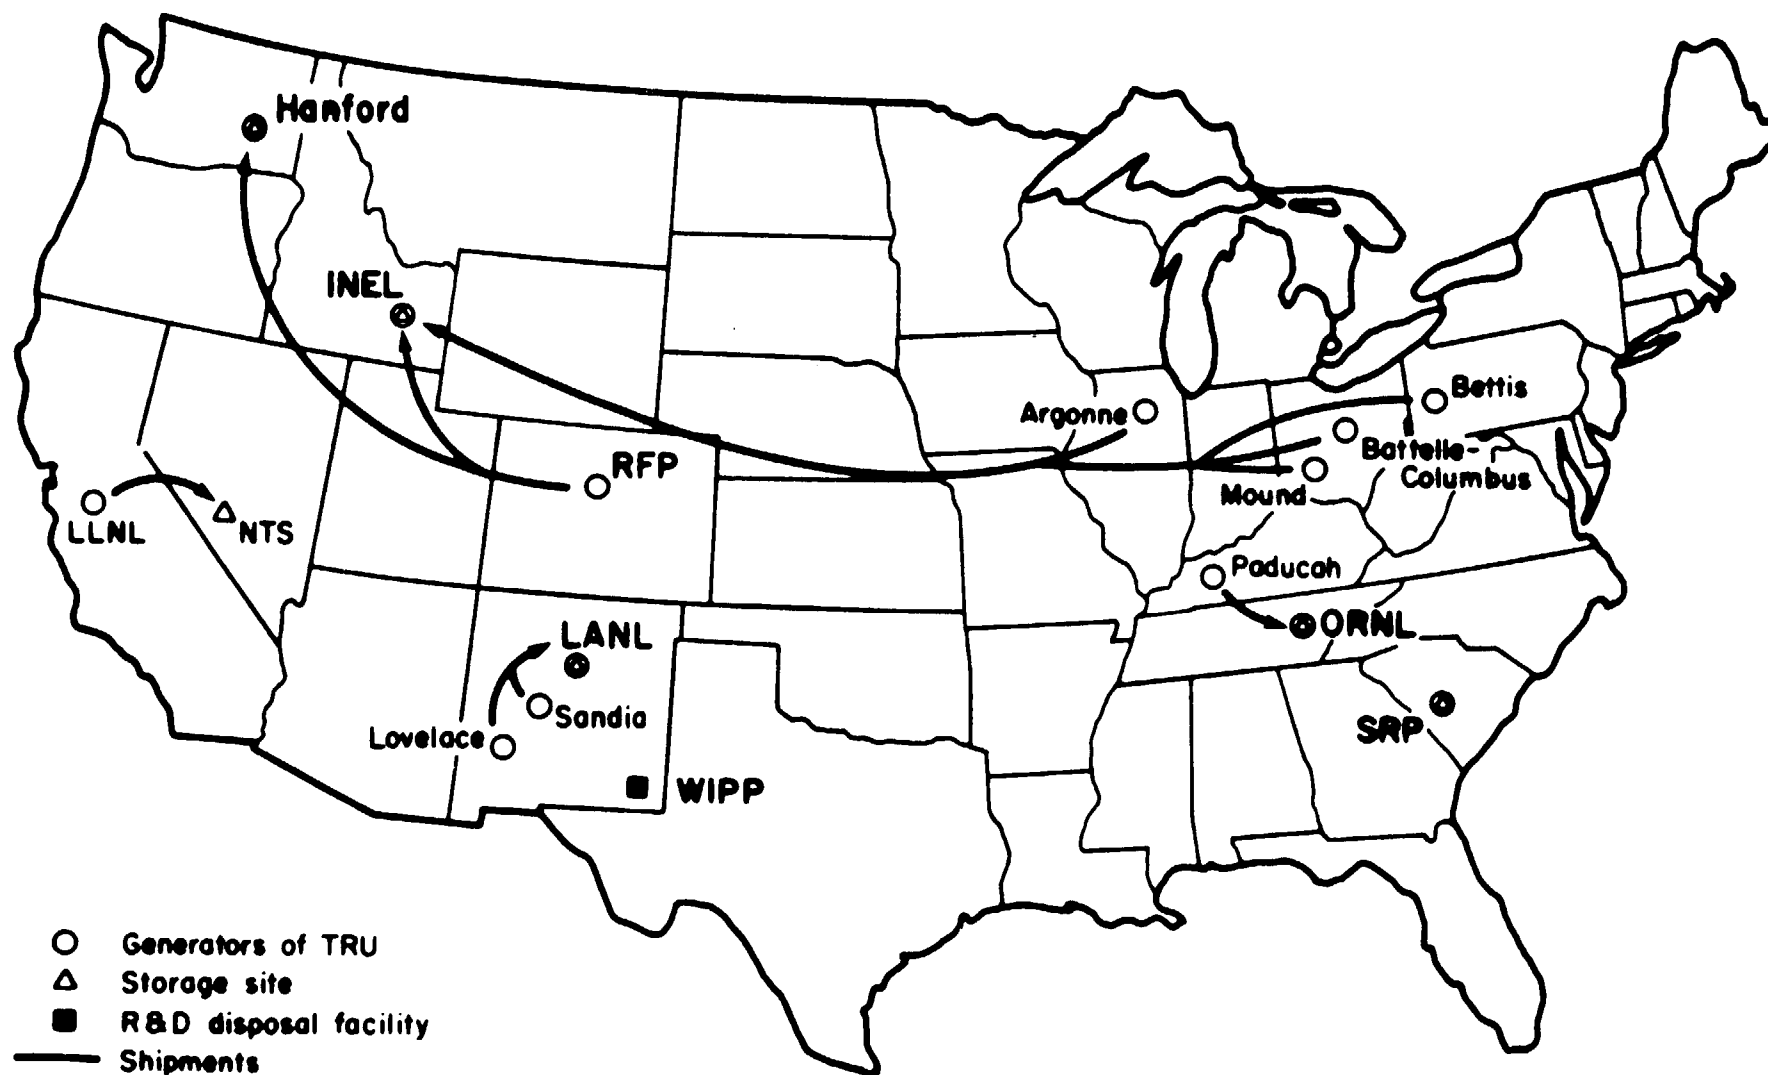 Hanford
INEL
Bettis
Argonne
Battelle-
Columbus
RFP
Mound
LLNL
NTS
Paducah
LANL
ORNL
Sandia
SRP
Lovelace
WIPP
Generators of TRU
Storage site
R&D disposal facility
Shipments